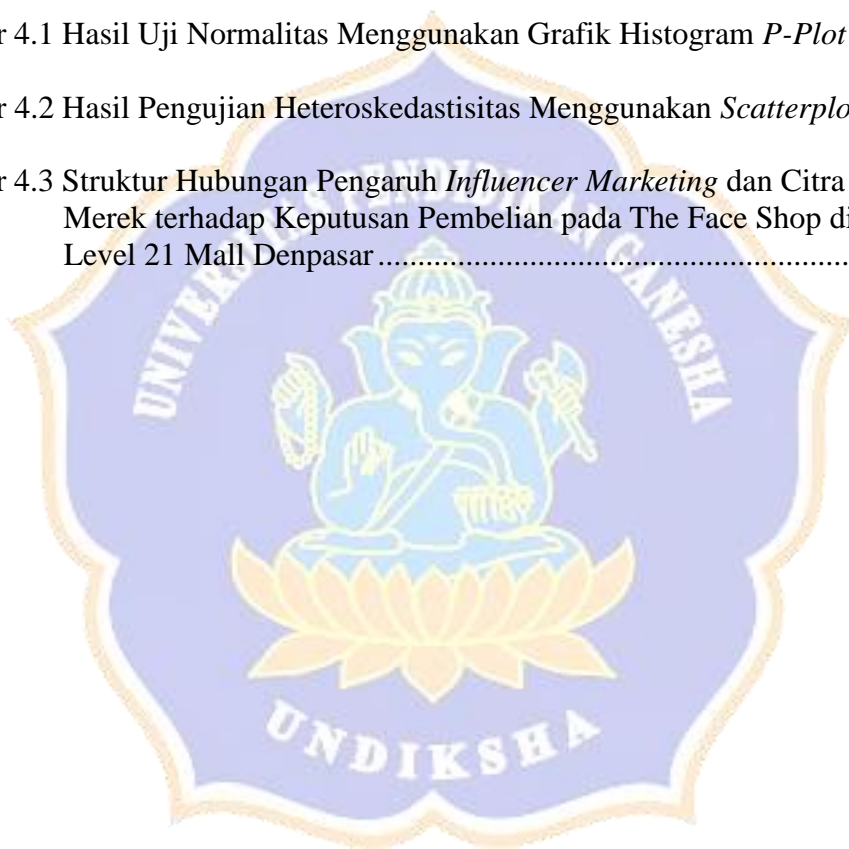 r 4.1 Hasil Uji Normalitas Menggunakan Grafik Histogram P-Plot
r 4.2 Hasil Pengujian Heteroskedastisitas Menggunakan Scatterplo
r 4.3 Struktur Hubungan Pengaruh Influencer Marketing dan Citra
Merek terhadap Keputusan Pembelian pada The Face Shop di
Level 21 Mall Denpasar ..........................................................
UNIVERSITAS PENDIDIKAN GANESHA
UNDIKSHA